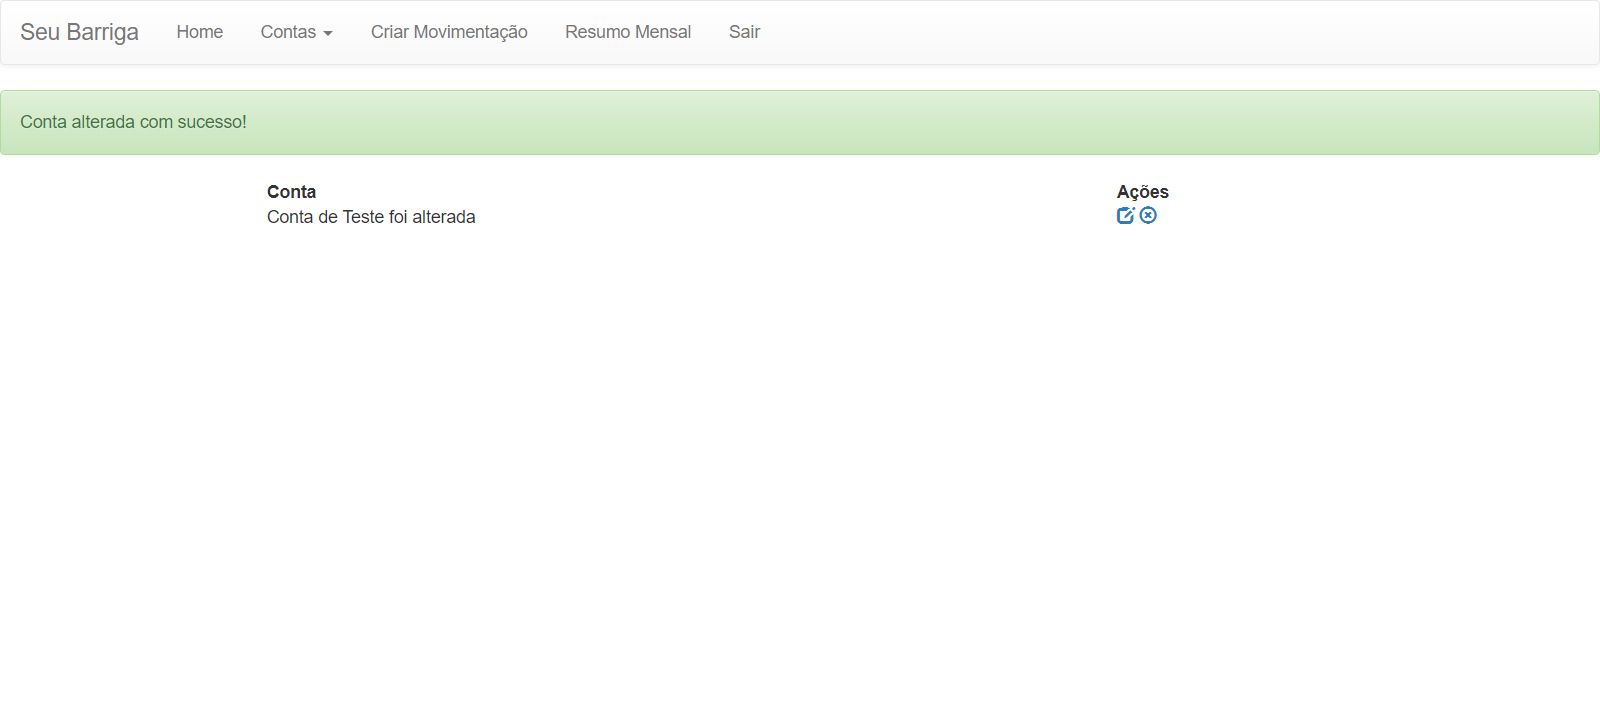 Seu Barriga Home Contas Criar Movimentação Resumo Mensal Sair
Conta alterada com sucesso!
Conta Ações
Conta de Teste foi alterada